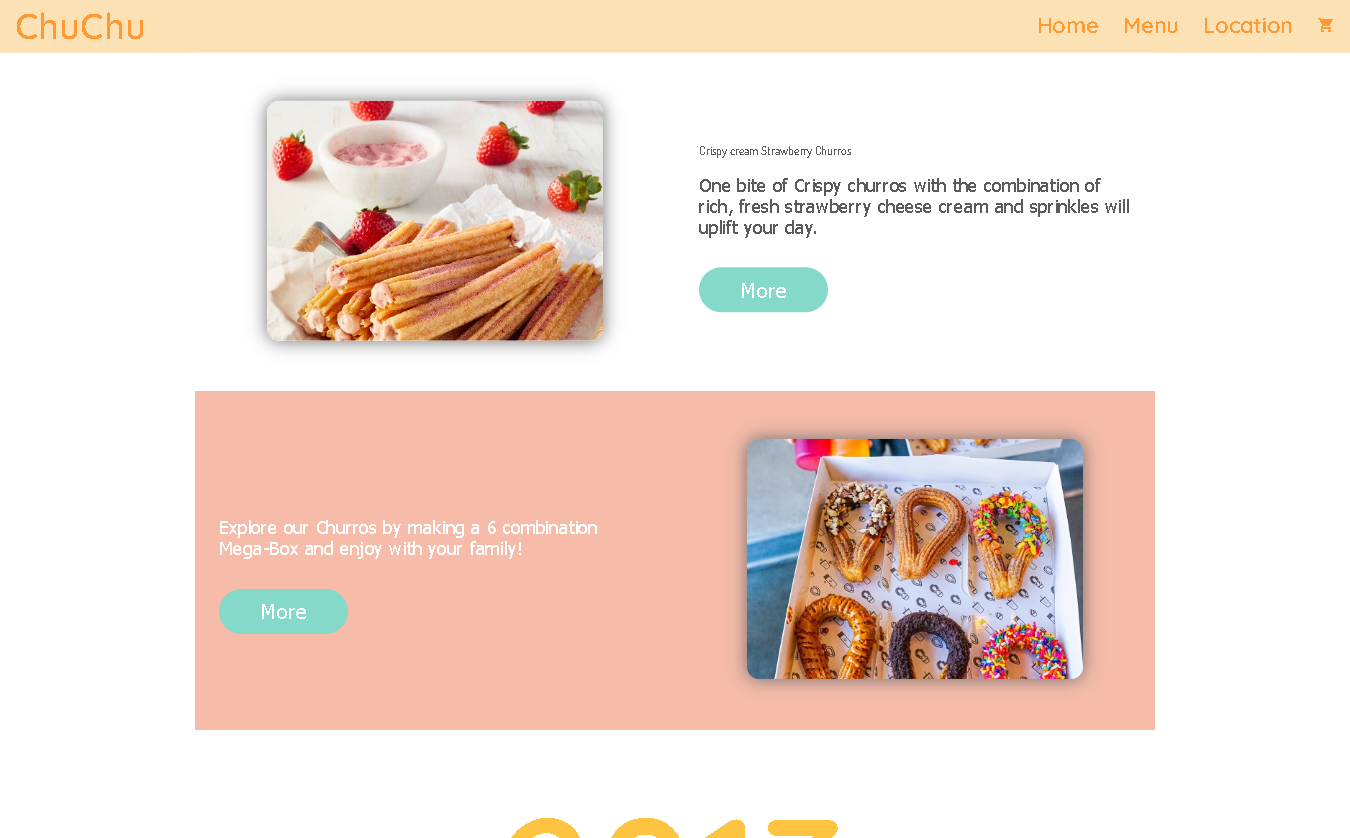 ChuChu
Home Menu Location
Crispy cream Strawberry Churros
One bite of Crispy churros with the combination of
rich, fresh strawberry cheese cream and sprinkles will
uplift your day.
More
Explore our Churros by making a 6 combination
Mega-Box and enjoy with your family!
More